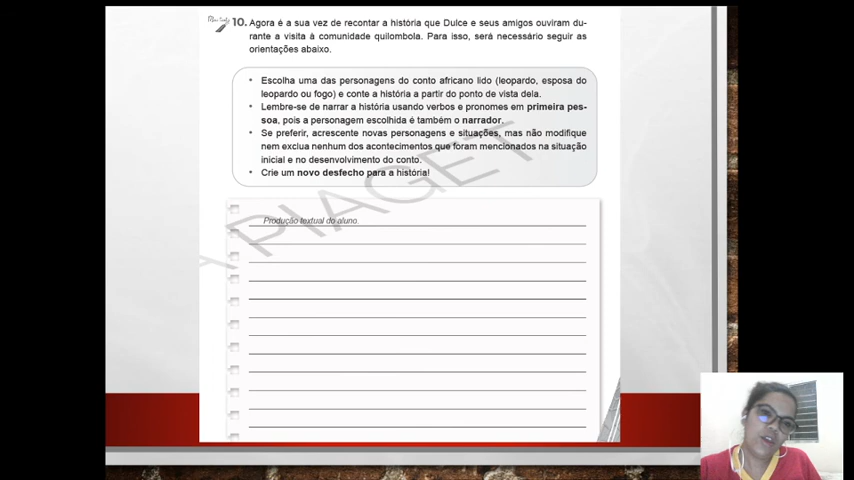 10. Agora é a sua vez de recontar a história que Dulce e seus amigos ouviram du-
rante a visita à comunidade quilombola. Para isso, será necessário seguir as
orientações abaixo.
• Escolha uma das personagens do conto africano lido (leopardo, esposa do
leopardo ou fogo) e conte a história a partir do ponto de vista dela.
• Lembre-se de narrar a história usando verbos e pronomes em primeira pes-
soa, pois a personagem escolhida é também o narrador.
• Se preferir, acrescente novas personagens e situações, mas não modifique
nem exclua nenhum dos acontecimentos que foram mencionados na situação
inicial e no desenvolvimento do conto.
• Crie um novo desfecho para a história!
Produção textual do aluno.
A PIAGET